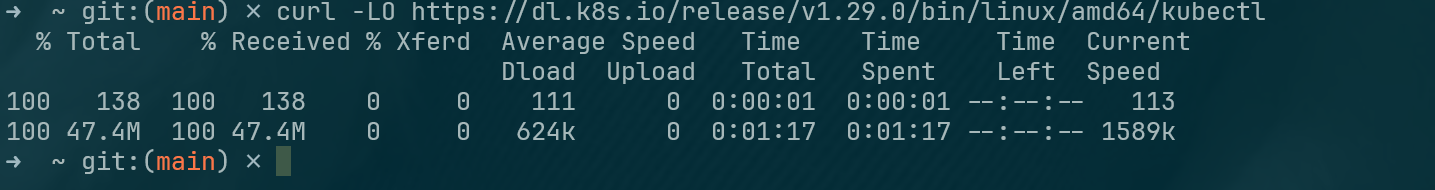 ➜  ~ git:(main) ✗ curl -LO https://dl.k8s.io/release/v1.29.0/bin/linux/amd64/kubectl
  % Total    % Received % Xferd  Average Speed   Time    Time     Time  Current
                                 Dload  Upload   Total   Spent    Left  Speed
100   138  100   138    0     0    111      0  0:00:01  0:00:01 --:--:--   113
100 47.4M  100 47.4M    0     0   624k      0  0:01:17  0:01:17 --:--:-- 1589k
➜  ~ git:(main) ✗